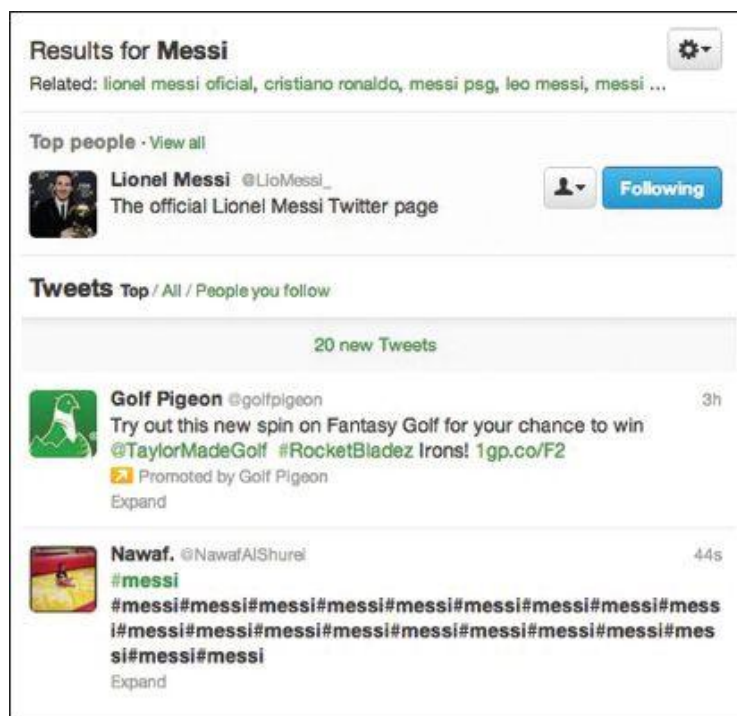 Results for Messi
Related: lionel messi oficial, cristiano ronaldo, messi psg, leo messi, messi ...
Top people · View all
Lionel Messi @LioMessi_
The official Lionel Messi Twitter page
Following
Tweets Top / All / People you follow
20 new Tweets
Golf Pigeon @golfpigeon 3h
Try out this new spin on Fantasy Golf for your chance to win
@TaylorMadeGolf #RocketBladez Irons! 1gp.co/F2
Promoted by Golf Pigeon
Expand
Nawaf. @NawafAlShurei 44s
#messi
#messi#messi#messi#messi#messi#messi#messi#messi#mess
i#messi#messi#messi#messi#messi#messi#messi#messi#mes
si#messi#messi
Expand